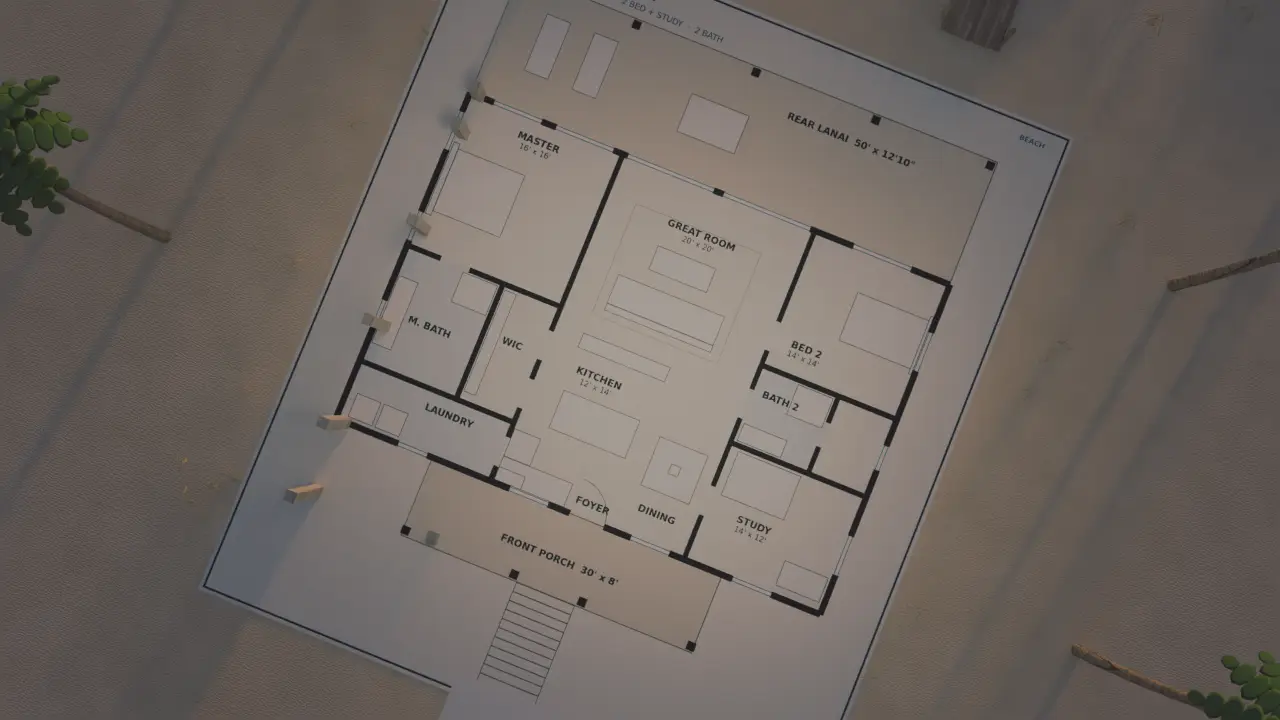 2 BED + STUDY · 2 BATH
BEACH
REAR LANAI 50' x 12'10"
MASTER
16' x 16'
GREAT ROOM
20' x 20'
BED 2
14' x 14'
M. BATH
WIC
KITCHEN
12' x 14'
BATH 2
LAUNDRY
FOYER
DINING
STUDY
14' x 12'
FRONT PORCH 30' x 8'